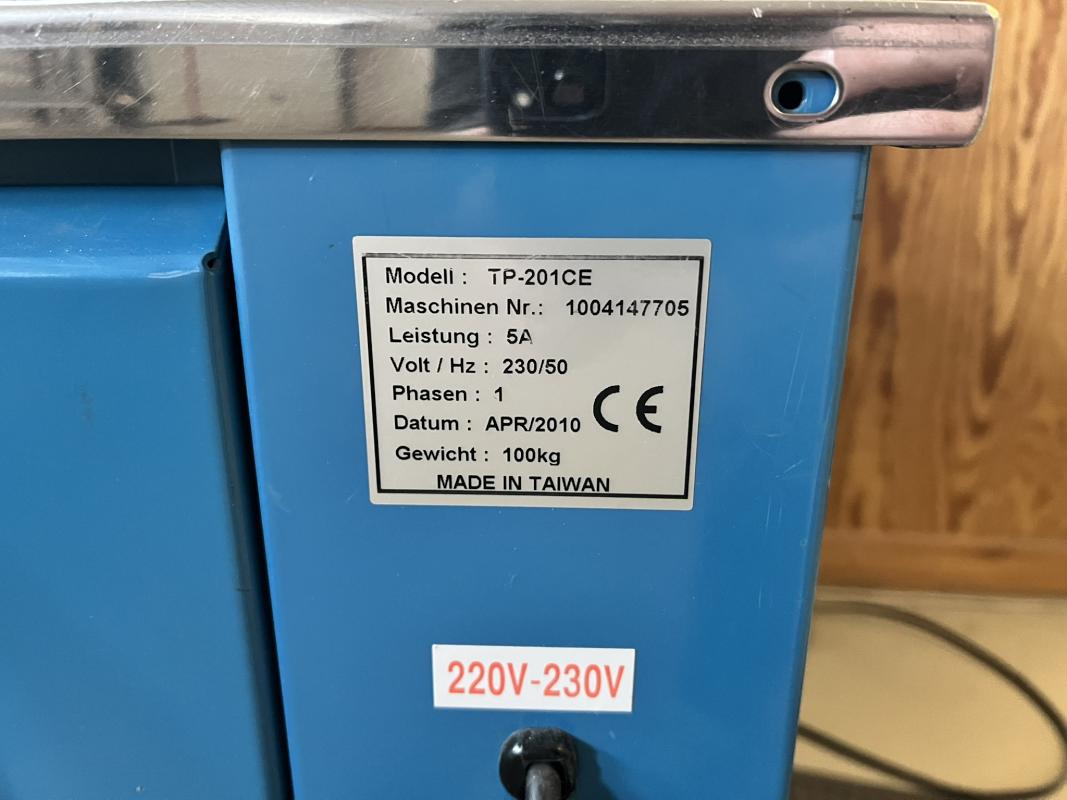 Modell : TP-201CE
Maschinen Nr.: 1004147705
Leistung : 5A
Volt / Hz : 230/50
Phasen : 1
Datum : APR/2010
CE
Gewicht : 100kg
MADE IN TAIWAN
220V-230V